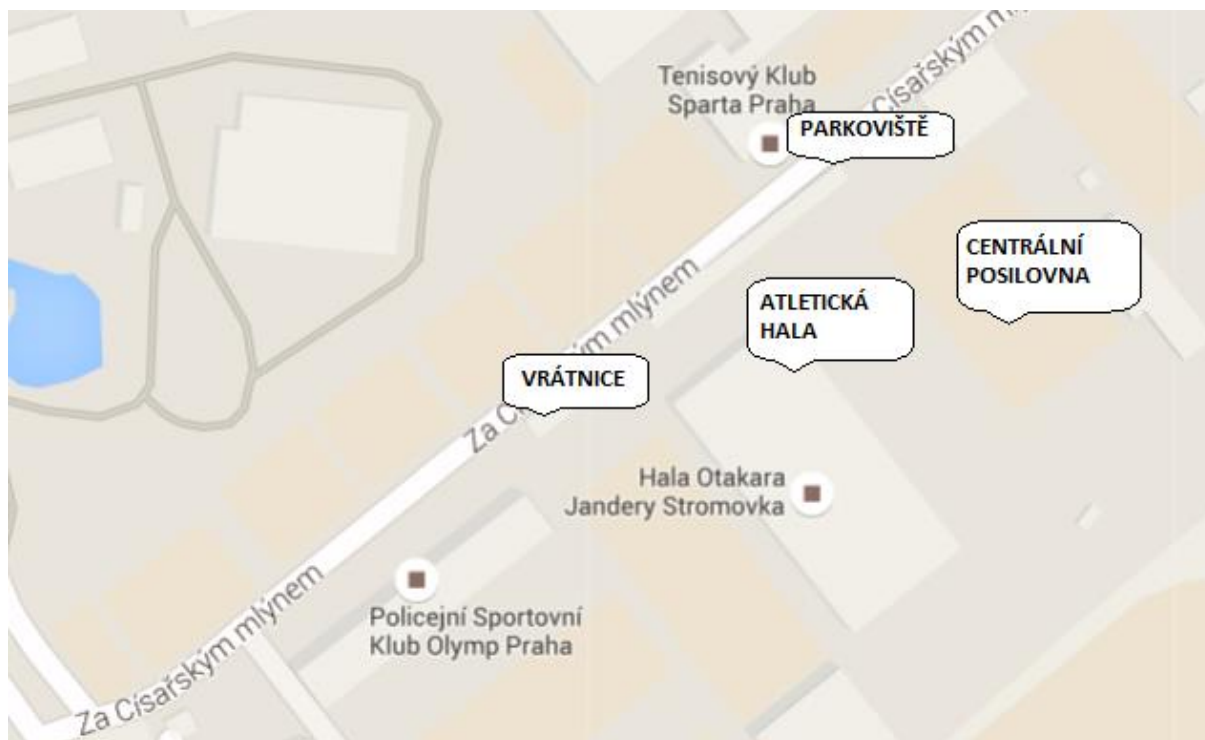 Císařským mlýnem
Tenisový Klub
Sparta Praha
PARKOVIŠTĚ
CENTRÁLNÍ
POSILOVNA
ATLETICKÁ
HALA
VRÁTNICE
Za Císařským mlýnem
Hala Otakara
Jandery Stromovka
Policejní Sportovní
Klub Olymp Praha
Za Císařským mlýnem